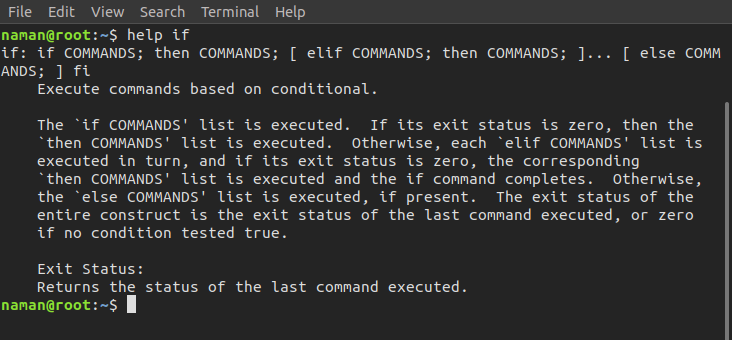 File Edit View Search Terminal Help
naman@root:~$ help if
if: if COMMANDS; then COMMANDS; [ elif COMMANDS; then COMMANDS; ]... [ else COMM
ANDS; ] fi
    Execute commands based on conditional.

    The `if COMMANDS' list is executed.  If its exit status is zero, then the
    `then COMMANDS' list is executed.  Otherwise, each `elif COMMANDS' list is
    executed in turn, and if its exit status is zero, the corresponding
    `then COMMANDS' list is executed and the if command completes.  Otherwise,
    the `else COMMANDS' list is executed, if present.  The exit status of the
    entire construct is the exit status of the last command executed, or zero
    if no condition tested true.

    Exit Status:
    Returns the status of the last command executed.
naman@root:~$